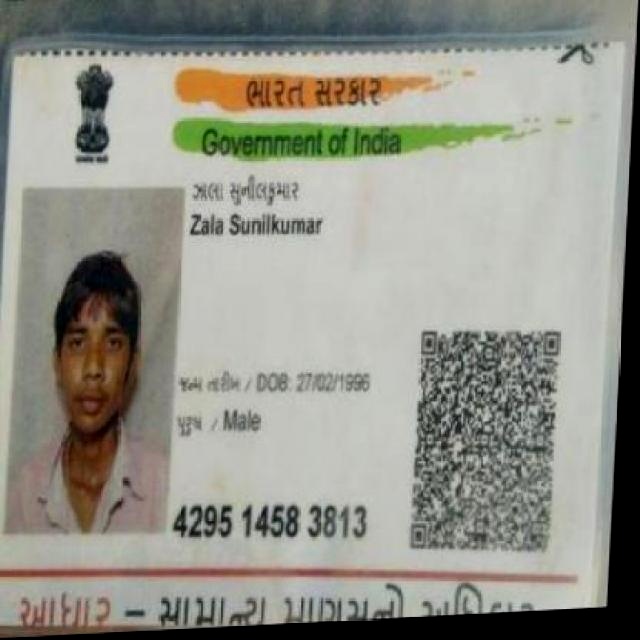 ભારત સરકાર
Government of India
ઝાલા સુનીલકુમાર
Zala Sunilkumar
જન્મ તારીખ / DOB: 27/02/1996
પુરુષ / Male
4295 1458 3813
આધાર – સામાન્ય માણસનો અધિકાર